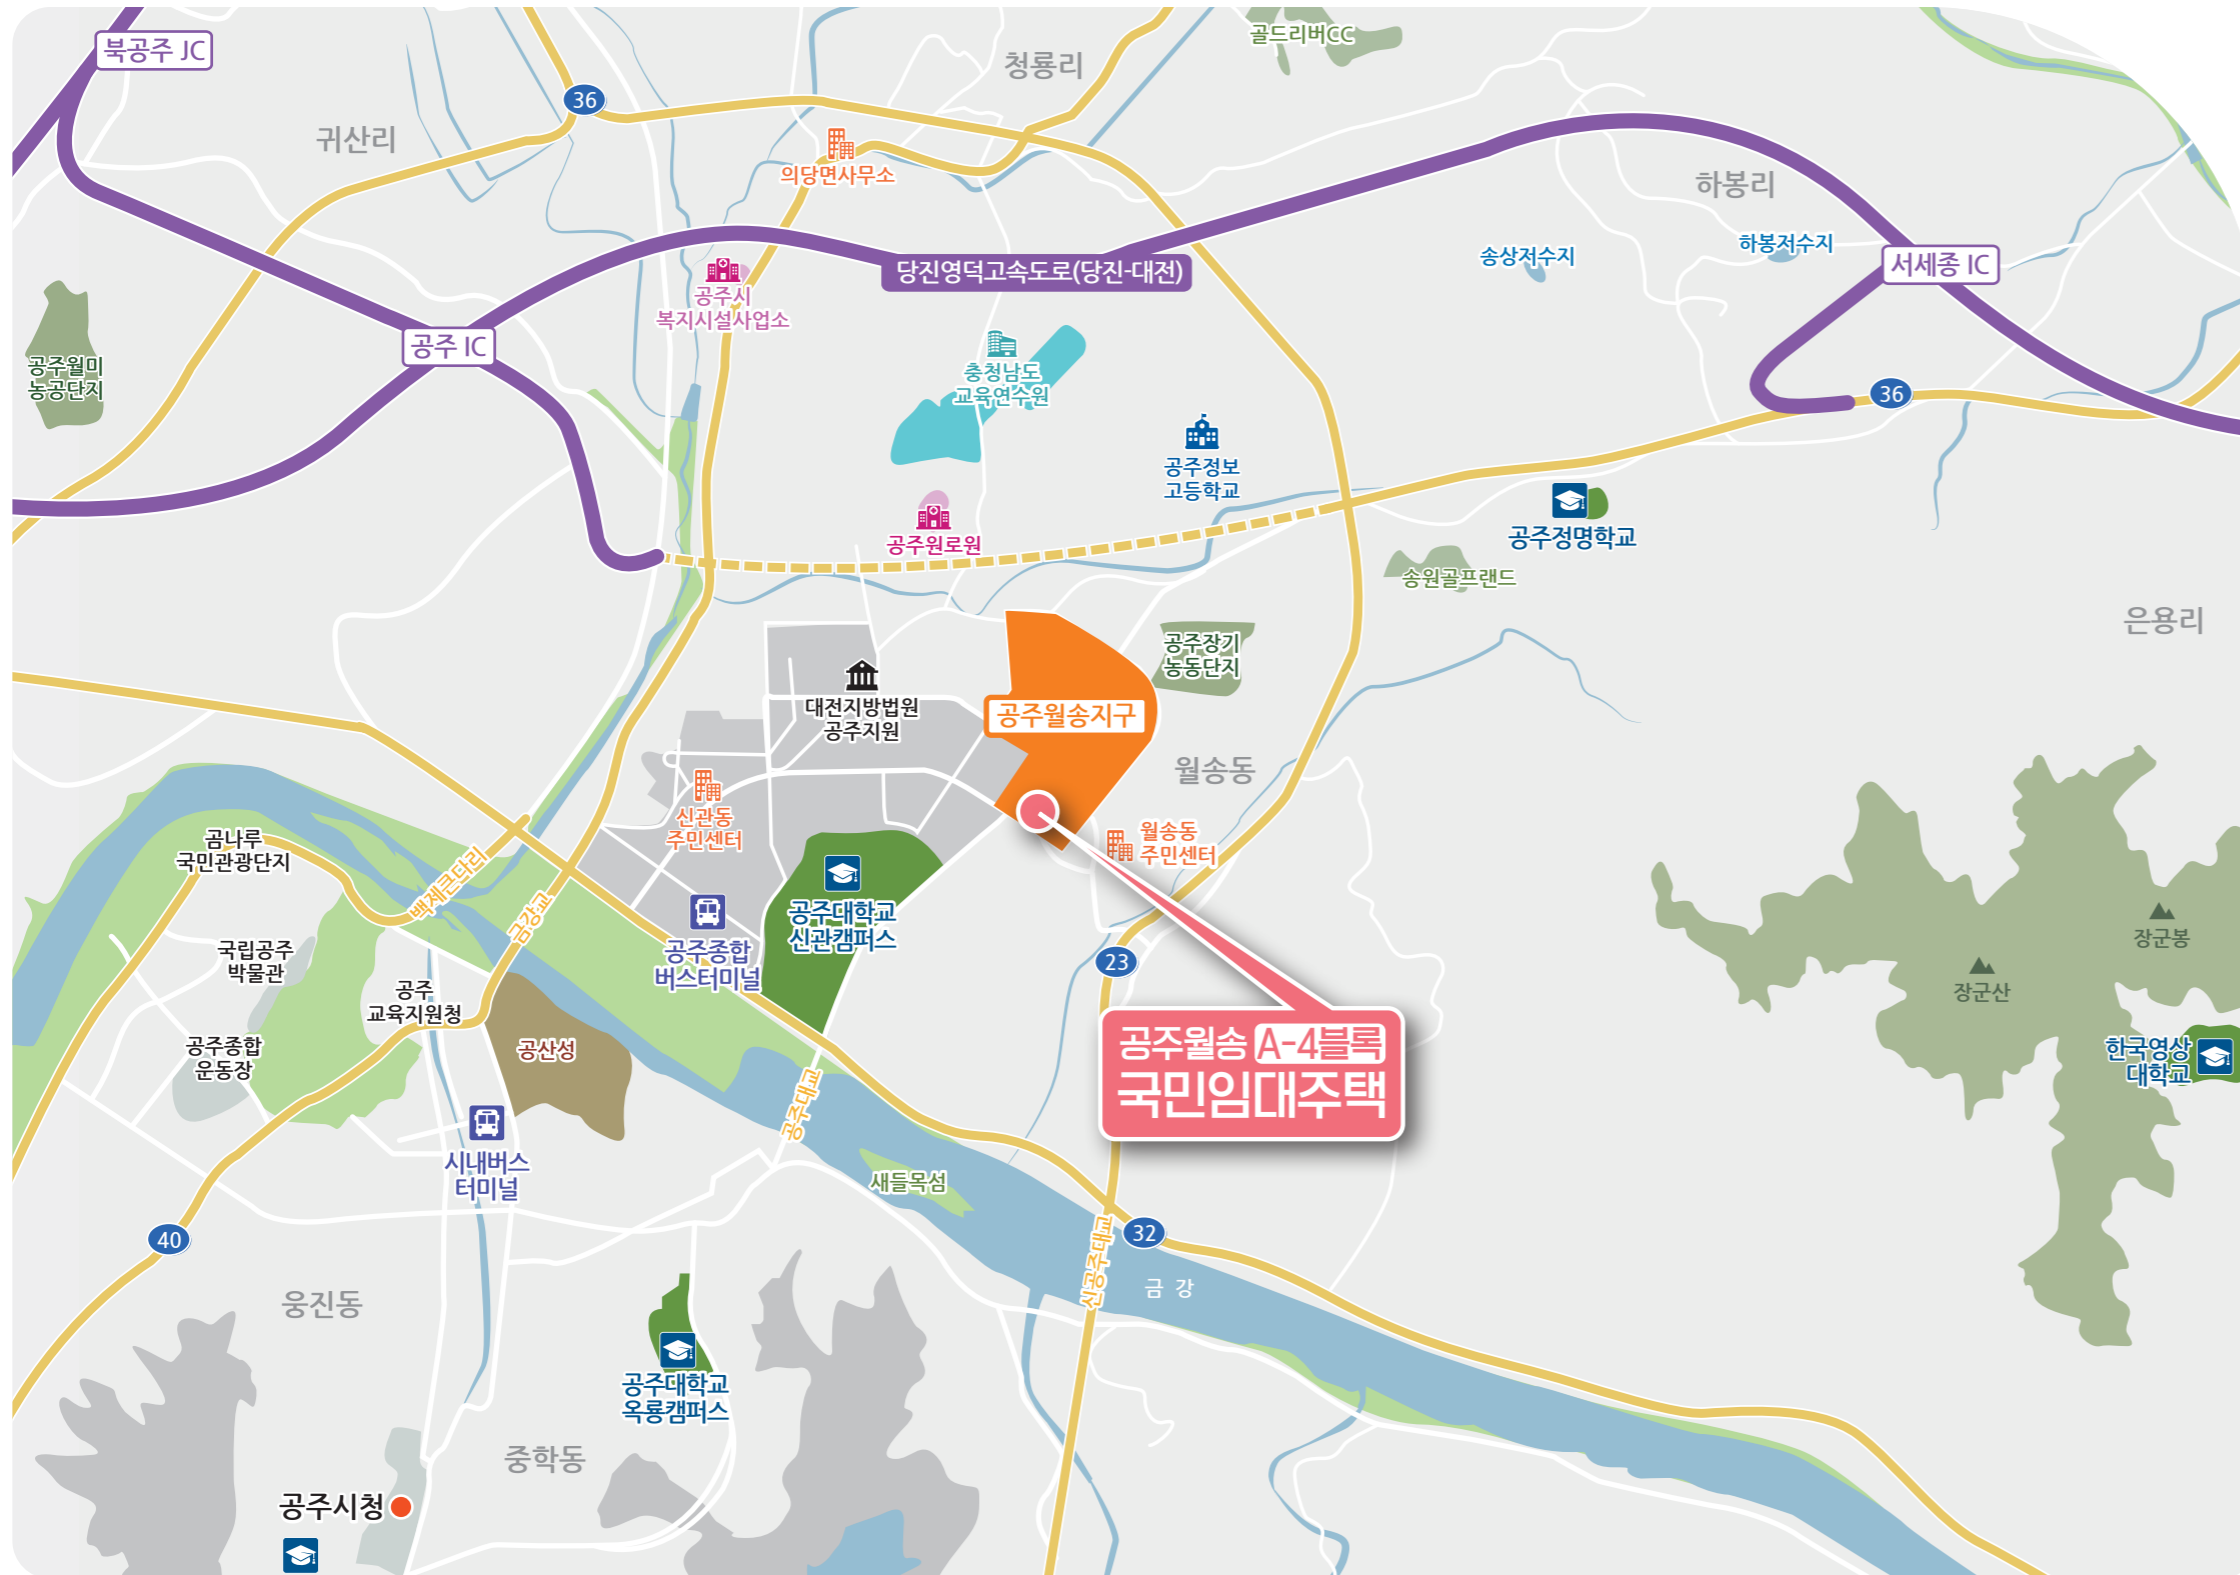 북공주 JC
골드리버CC
청룡리
36
귀산리
의당면사무소
하봉리
하봉저수지
송상저수지
서세종 IC
당진영덕고속도로(당진-대전)
공주시
복지시설사업소
공주 IC
충청남도
교육연수원
공주월미
농공단지
36
공주정보
고등학교
공주정명학교
공주원로원
송원골프랜드
은용리
공주장기
농동단지
대전지방법원
공주지원
공주월송지구
월송동
신관동
주민센터
월송동
주민센터
곰나루
국민관광단지
백제큰다리
금강교
공주대학교
신관캠퍼스
공주종합
버스터미널
국립공주
박물관
공주
교육지원청
23
장군봉
장군산
공산성
공주종합
운동장
공주월송 A-4블록
국민임대주택
한국영상
대학교
공주대교
시내버스
터미널
새들목섬
40
32
신공주대교
금 강
웅진동
공주대학교
옥룡캠퍼스
중학동
공주시청